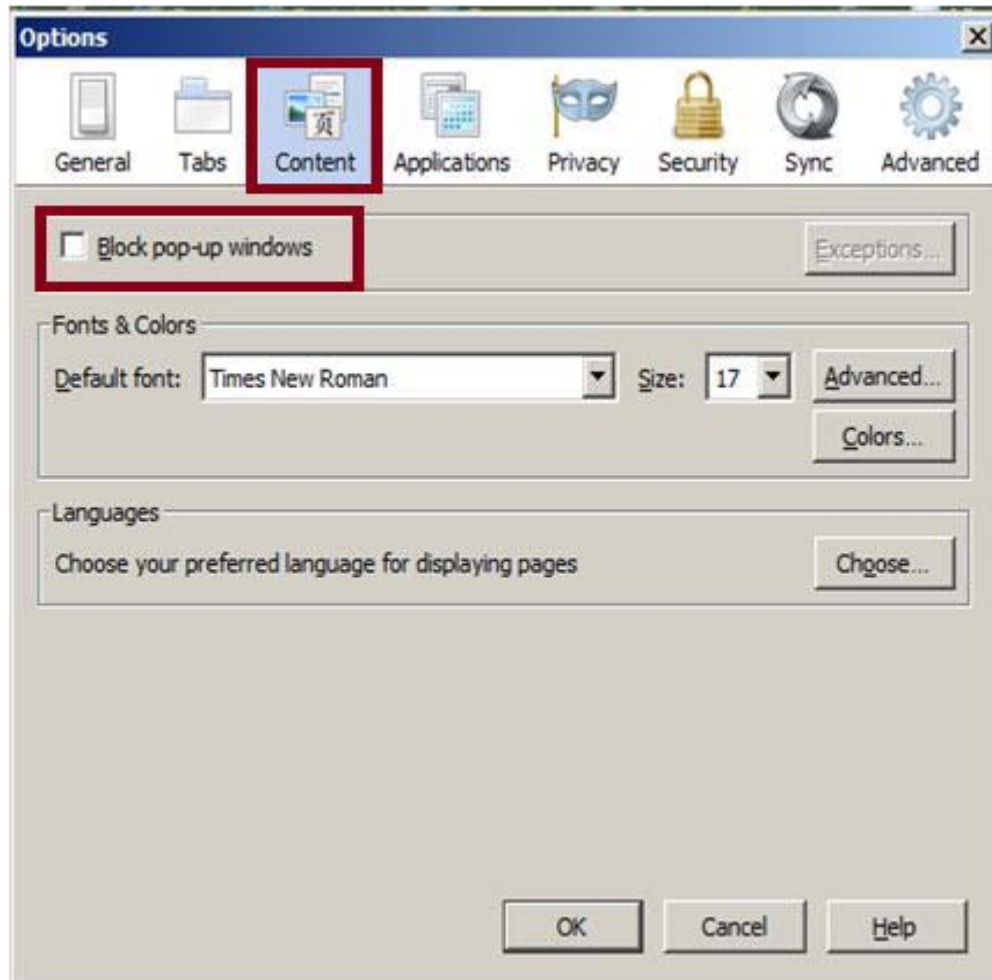 Options
General Tabs Content Applications Privacy Security Sync Advanced
页
Block pop-up windows Exceptions...
Fonts & Colors
Default font: Times New Roman Size: 17 Advanced...
Colors...
Languages
Choose your preferred language for displaying pages Choose...
OK Cancel Help